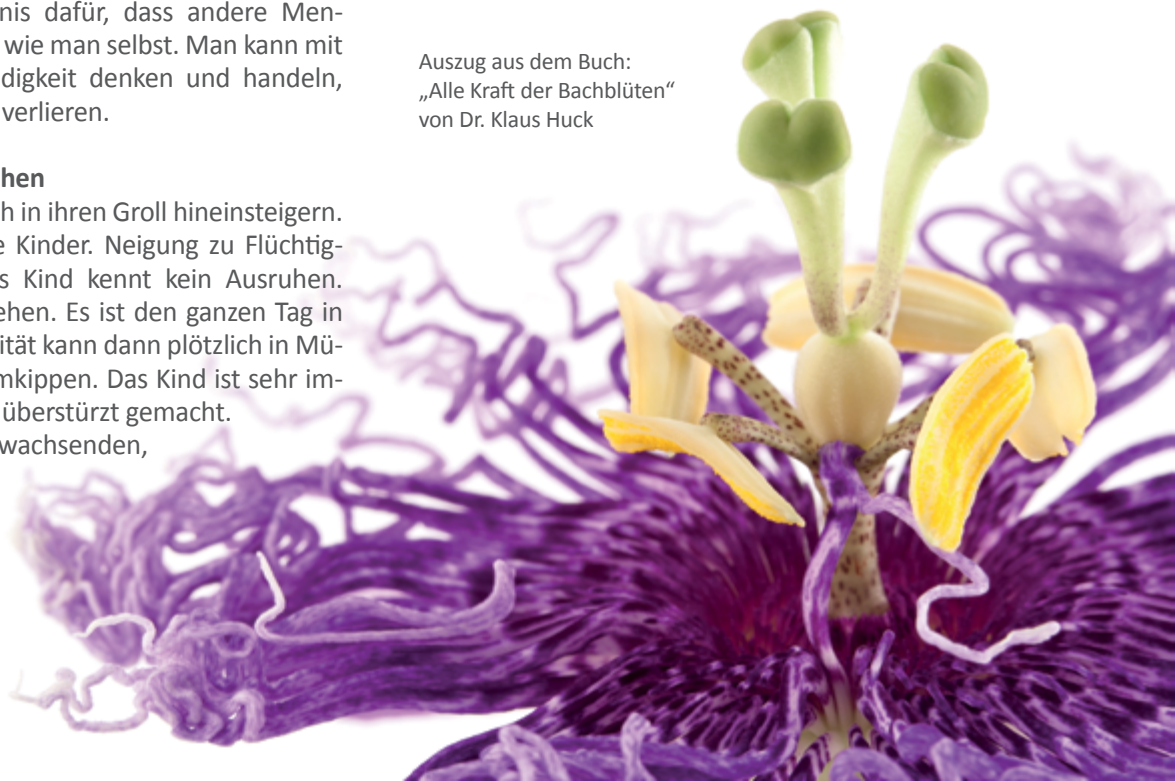 nis dafür, dass andere Men-
wie man selbst. Man kann mit
digkeit denken und handeln,
verlieren.
hen
h in ihren Groll hineinsteigern.
e Kinder. Neigung zu Flüchtig-
s Kind kennt kein Ausruhen.
ehen. Es ist den ganzen Tag in
ität kann dann plötzlich in Mü-
mkippen. Das Kind ist sehr im-
überstürzt gemacht.
wachsenden,
Auszug aus dem Buch:
„Alle Kraft der Bachblüten“
von Dr. Klaus Huck